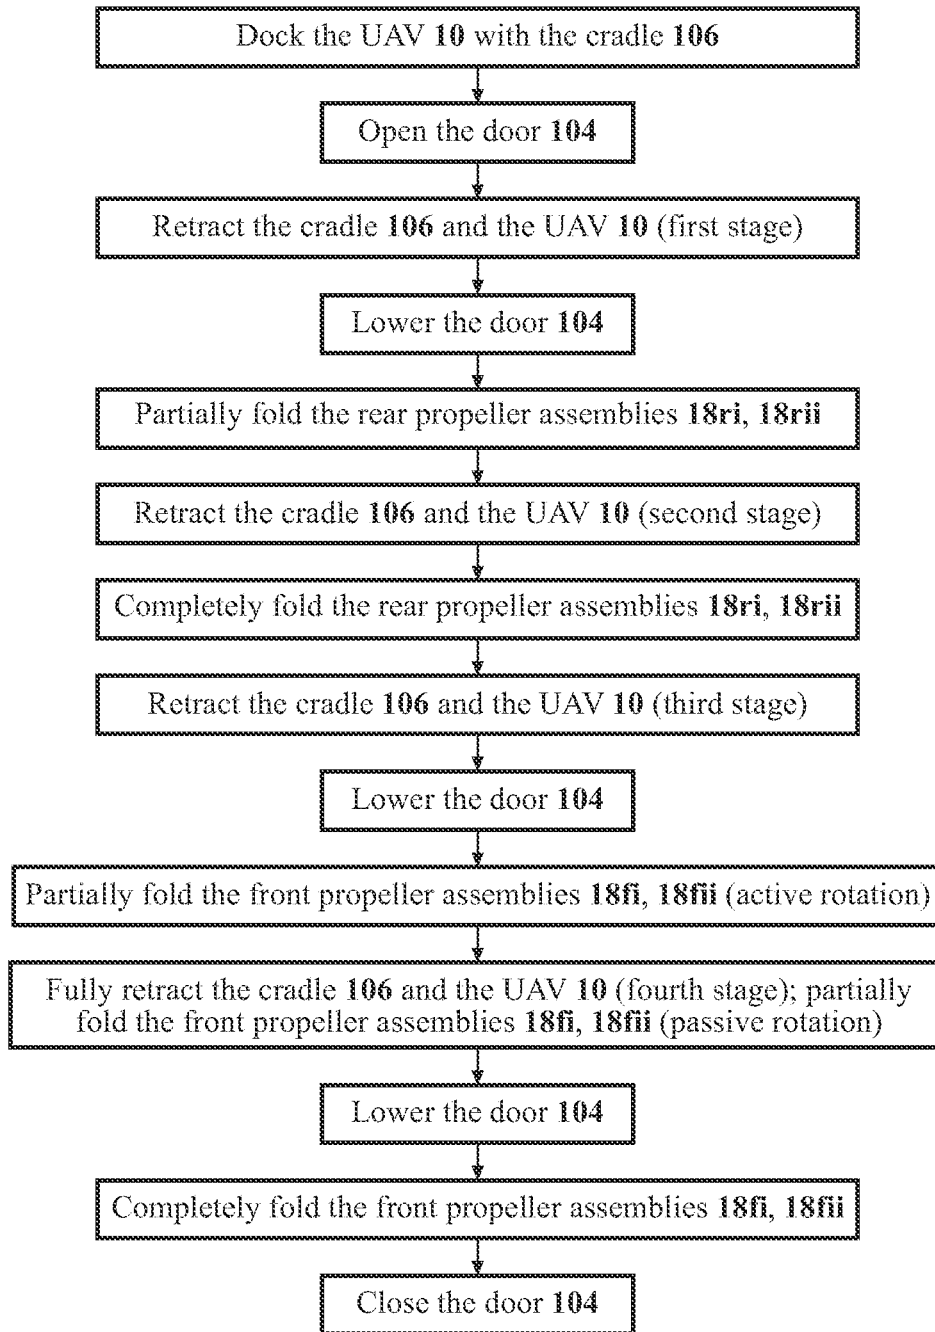 Dock the UAV 10 with the cradle 106
Open the door 104
Retract the cradle 106 and the UAV 10 (first stage)
Lower the door 104
Partially fold the rear propeller assemblies 18ri, 18rii
Retract the cradle 106 and the UAV 10 (second stage)
Completely fold the rear propeller assemblies 18ri, 18rii
Retract the cradle 106 and the UAV 10 (third stage)
Lower the door 104
Partially fold the front propeller assemblies 18fi, 18fii (active rotation)
Fully retract the cradle 106 and the UAV 10 (fourth stage); partially
fold the front propeller assemblies 18fi, 18fii (passive rotation)
Lower the door 104
Completely fold the front propeller assemblies 18fi, 18fii
Close the door 104